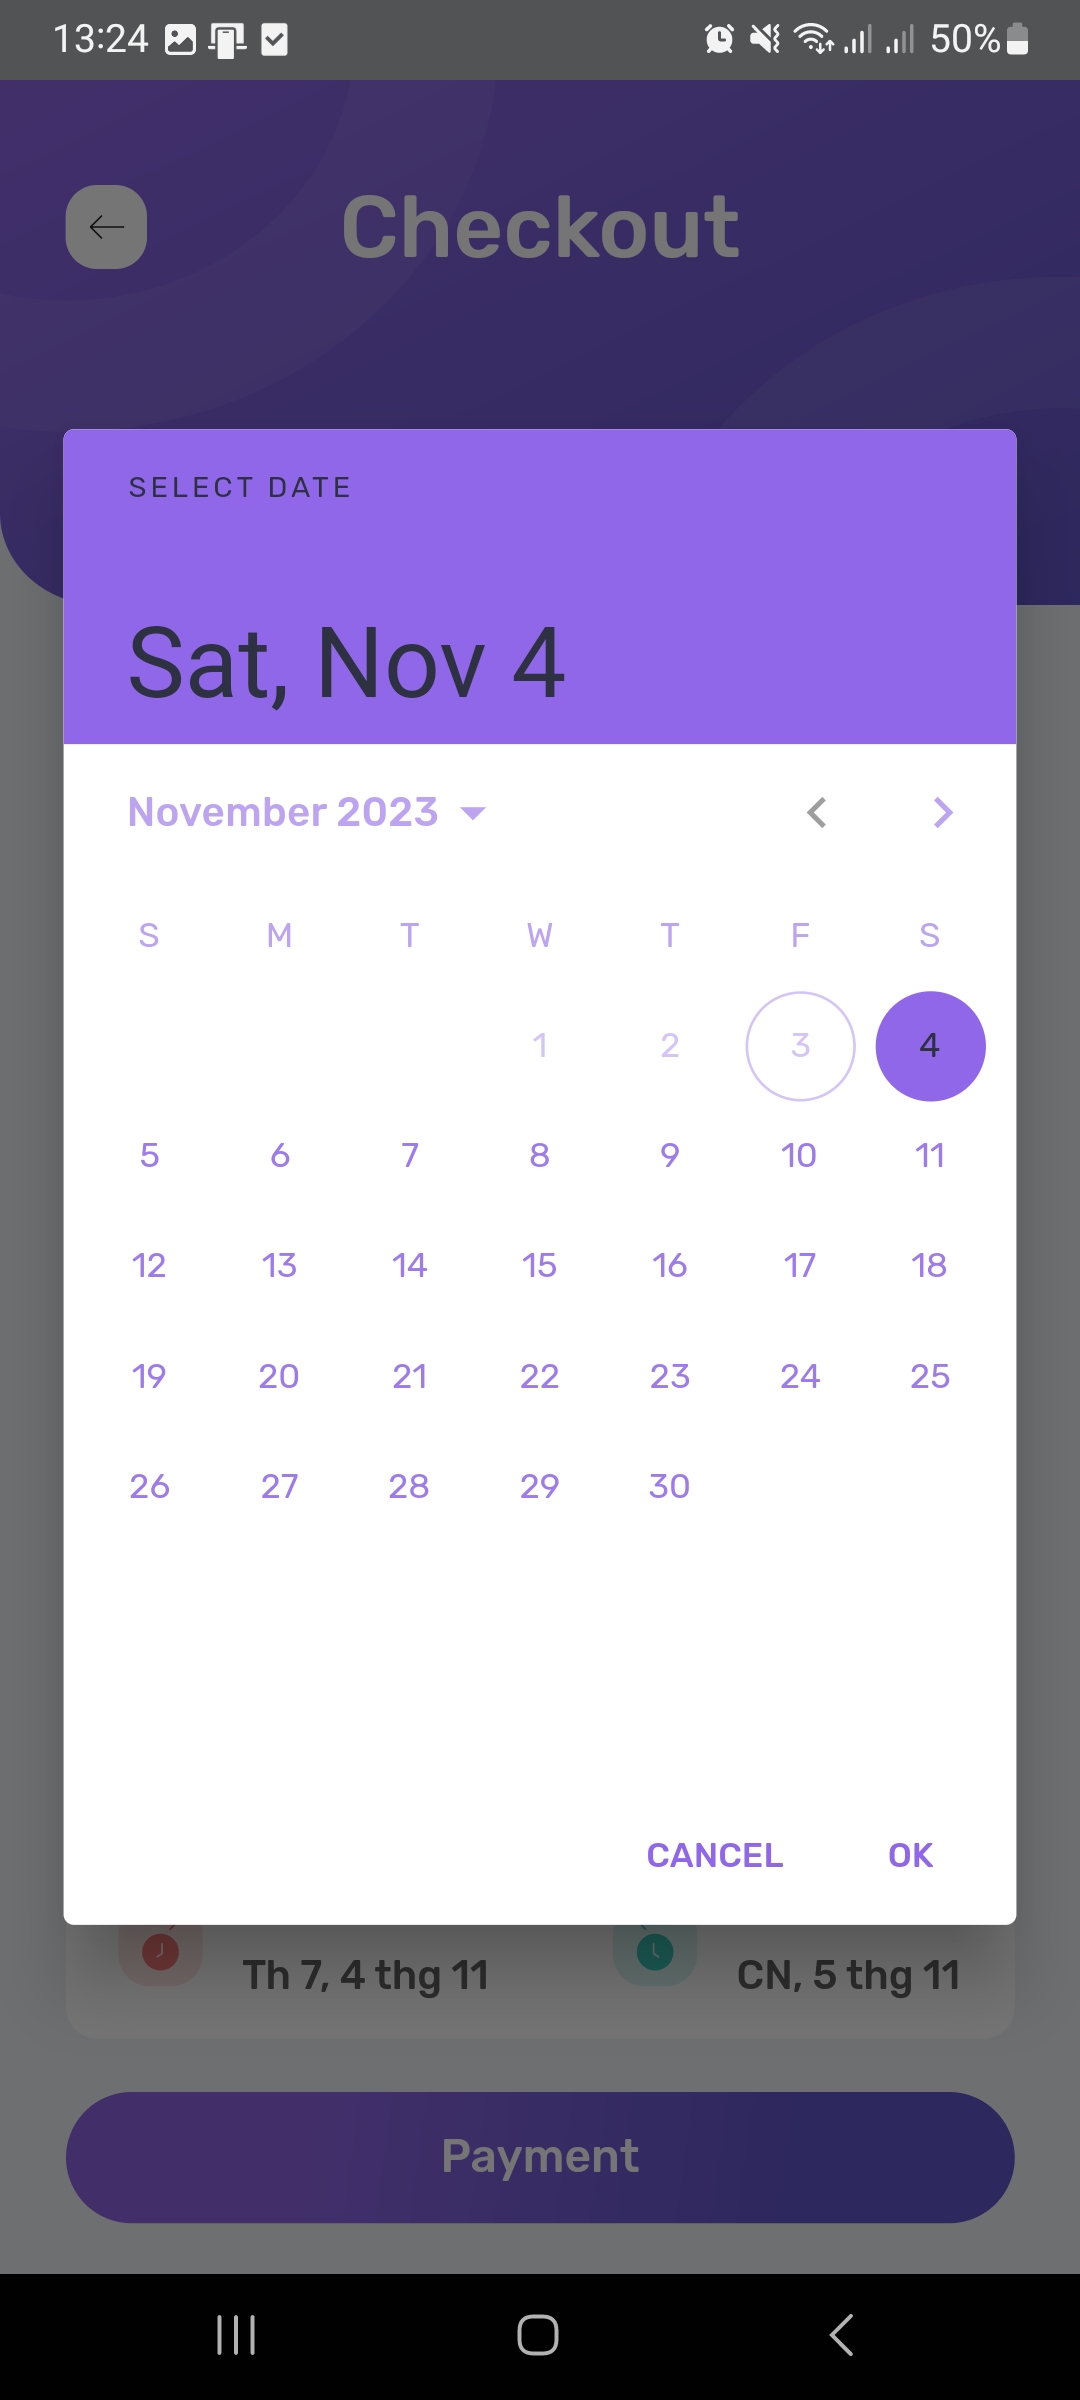 13:24
50%
Checkout
SELECT DATE
Sat, Nov 4
November 2023
S M T W T F S
1 2 3 4
5 6 7 8 9 10 11
12 13 14 15 16 17 18
19 20 21 22 23 24 25
26 27 28 29 30
CANCEL OK
Th 7, 4 thg 11
CN, 5 thg 11
Payment